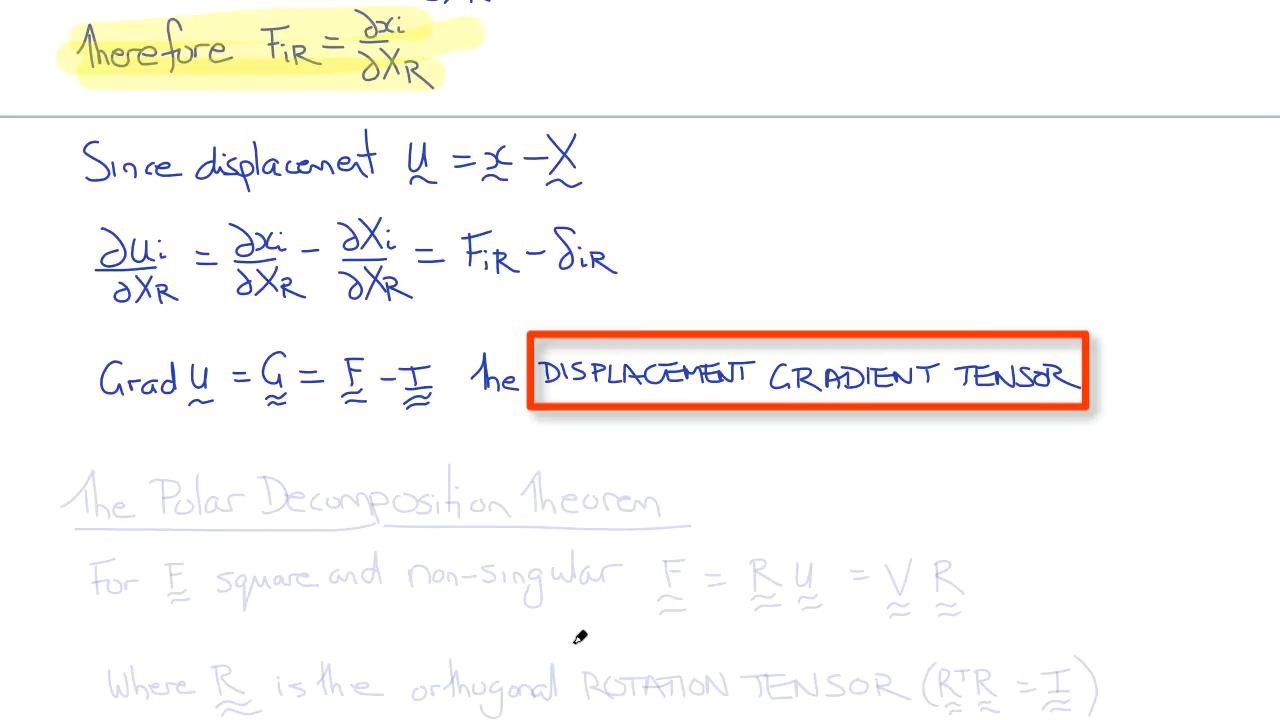 Therefore F_iR = ∂x_i/∂X_R
Since displacement u = x - X
∂u_i/∂X_R = ∂x_i/∂X_R - ∂X_i/∂X_R = F_iR - δ_iR
Grad u = G = F - I the DISPLACEMENT GRADIENT TENSOR
The Polar Decomposition Theorem
For F square and non-singular F = R U = V R
Where R is the orthogonal ROTATION TENSOR (RᵀR = I)